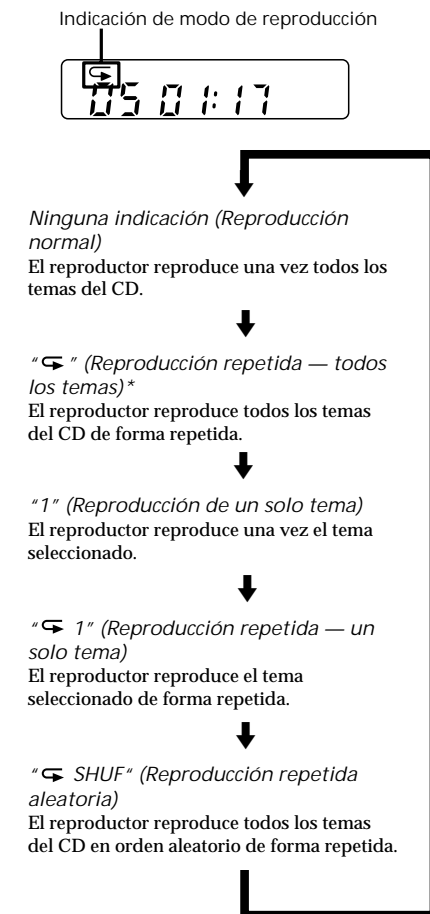 Indicación de modo de reproducción
05 01:17
Ninguna indicación (Reproducción
normal)
El reproductor reproduce una vez todos los
temas del CD.
“ ” (Reproducción repetida — todos
los temas)*
El reproductor reproduce todos los temas
del CD de forma repetida.
“1” (Reproducción de un solo tema)
El reproductor reproduce una vez el tema
seleccionado.
“ 1” (Reproducción repetida — un
solo tema)
El reproductor reproduce el tema
seleccionado de forma repetida.
“ SHUF“ (Reproducción repetida
aleatoria)
El reproductor reproduce todos los temas
del CD en orden aleatorio de forma repetida.